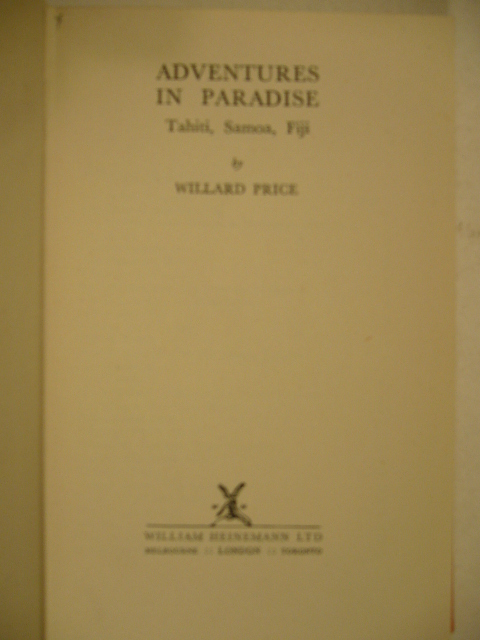 ADVENTURES
IN PARADISE
Tahiti, Samoa, Fiji
by
WILLARD PRICE
WILLIAM HEINEMANN LTD
MELBOURNE :: LONDON :: TORONTO